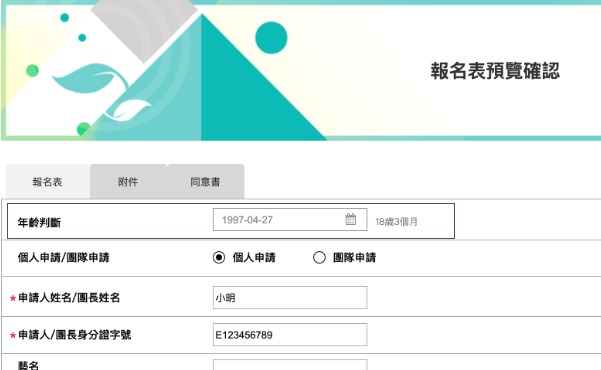 報名表預覽確認
報名表 附件 同意書
年齡判斷 1997-04-27 18歲3個月
個人申請/團隊申請 個人申請 團隊申請
*申請人姓名/團長姓名 小明
*申請人/團長身分證字號 E123456789
藝名